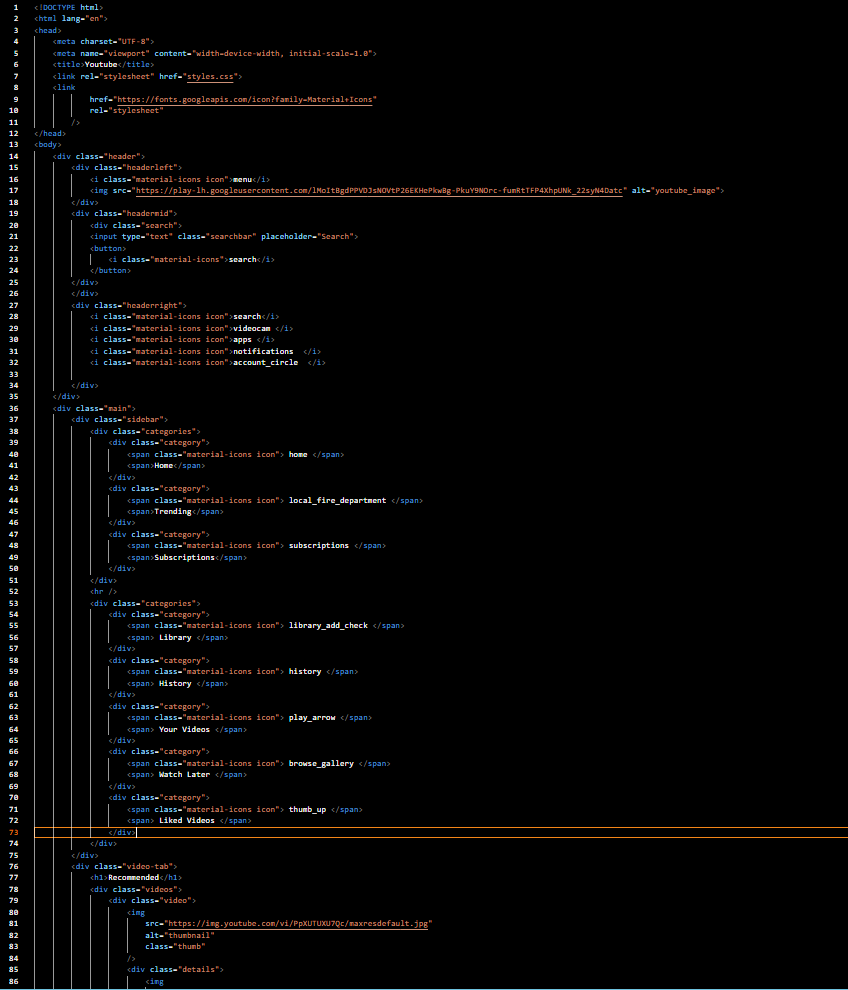 1 <!DOCTYPE html>
2 <html lang="en">
3 <head>
4 <meta charset="UTF-8">
5 <meta name="viewport" content="width=device-width, initial-scale=1.0">
6 <title>Youtube</title>
7 <link rel="stylesheet" href="styles.css">
8 <link
9 href="https://fonts.googleapis.com/icon?family=Material+Icons"
10 rel="stylesheet"
11 />
12 </head>
13 <body>
14 <div class="header">
15 <div class="headerleft">
16 <i class="material-icons icon">menu</i>
17 <img src="" alt="youtube_image">
18 </div>
19 <div class="headermid">
20 <div class="search">
21 <input type="text" class="searchbar" placeholder="Search">
22 <button>
23 <i class="material-icons">search</i>
24 </button>
25 </div>
26 </div>
27 <div class="headerright">
28 <i class="material-icons icon">search</i>
29 <i class="material-icons icon">videocam </i>
30 <i class="material-icons icon">apps </i>
31 <i class="material-icons icon">notifications  </i>
32 <i class="material-icons icon">account_circle  </i>
33
34 </div>
35 </div>
36 <div class="main">
37 <div class="sidebar">
38 <div class="categories">
39 <div class="category">
40 <span class="material-icons icon"> home </span>
41 <span>Home</span>
42 </div>
43 <div class="category">
44 <span class="material-icons icon"> local_fire_department </span>
45 <span>Trending</span>
46 </div>
47 <div class="category">
48 <span class="material-icons icon"> subscriptions </span>
49 <span>Subscriptions</span>
50 </div>
51 </div>
52 <hr />
53 <div class="categories">
54 <div class="category">
55 <span class="material-icons icon"> library_add_check </span>
56 <span> Library </span>
57 </div>
58 <div class="category">
59 <span class="material-icons icon"> history </span>
60 <span> History </span>
61 </div>
62 <div class="category">
63 <span class="material-icons icon"> play_arrow </span>
64 <span> Your Videos </span>
65 </div>
66 <div class="category">
67 <span class="material-icons icon"> browse_gallery </span>
68 <span> Watch Later </span>
69 </div>
70 <div class="category">
71 <span class="material-icons icon"> thumb_up </span>
72 <span> Liked Videos </span>
73 </div>
74 </div>
75 </div>
76 <div class="video-tab">
77 <h1>Recommended</h1>
78 <div class="videos">
79 <div class="video">
80 <img
81 src="https://img.youtube.com/vi/PpXUTUXU7Qc/maxresdefault.jpg"
82 alt="thumbnail"
83 class="thumb"
84 />
85 <div class="details">
86 <img